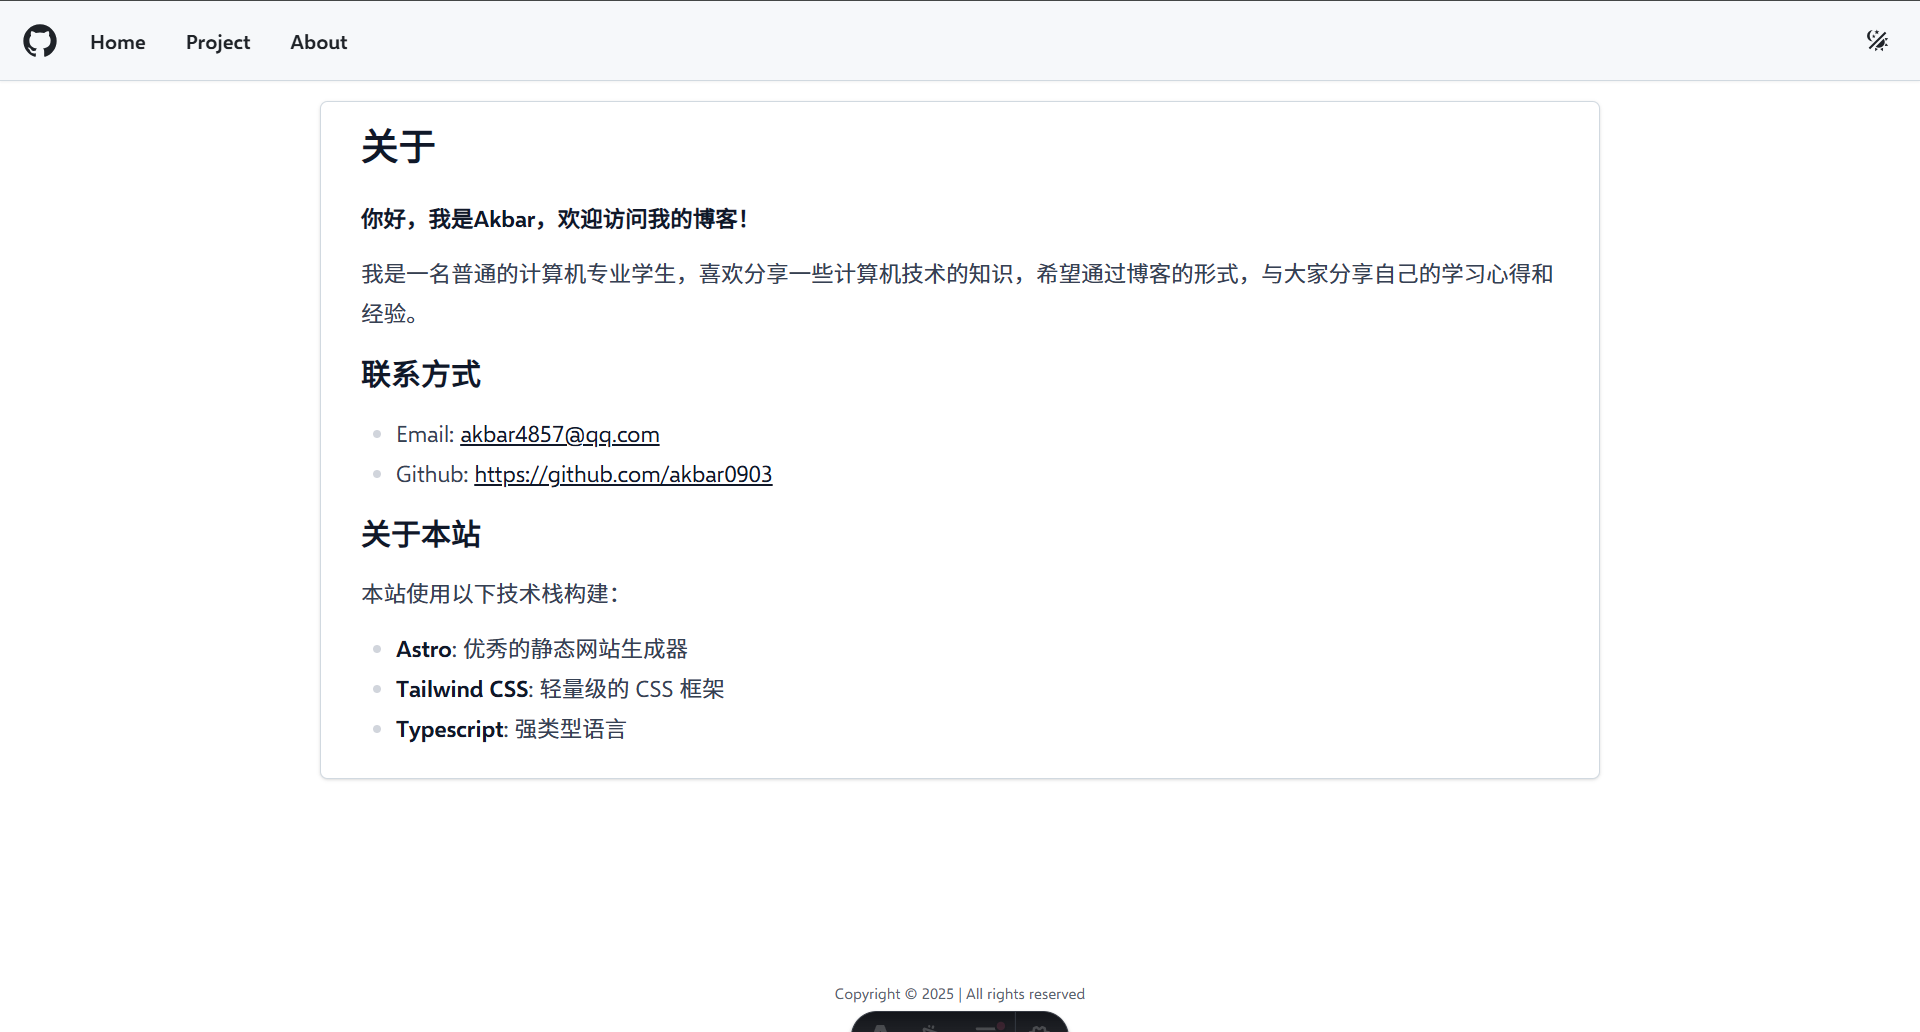 Home Project About
关于
你好，我是Akbar，欢迎访问我的博客！
我是一名普通的计算机专业学生，喜欢分享一些计算机技术的知识，希望通过博客的形式，与大家分享自己的学习心得和
经验。
联系方式
Email: akbar4857@qq.com
Github: https://github.com/akbar0903
关于本站
本站使用以下技术栈构建：
Astro: 优秀的静态网站生成器
Tailwind CSS: 轻量级的 CSS 框架
Typescript: 强类型语言
Copyright © 2025 | All rights reserved